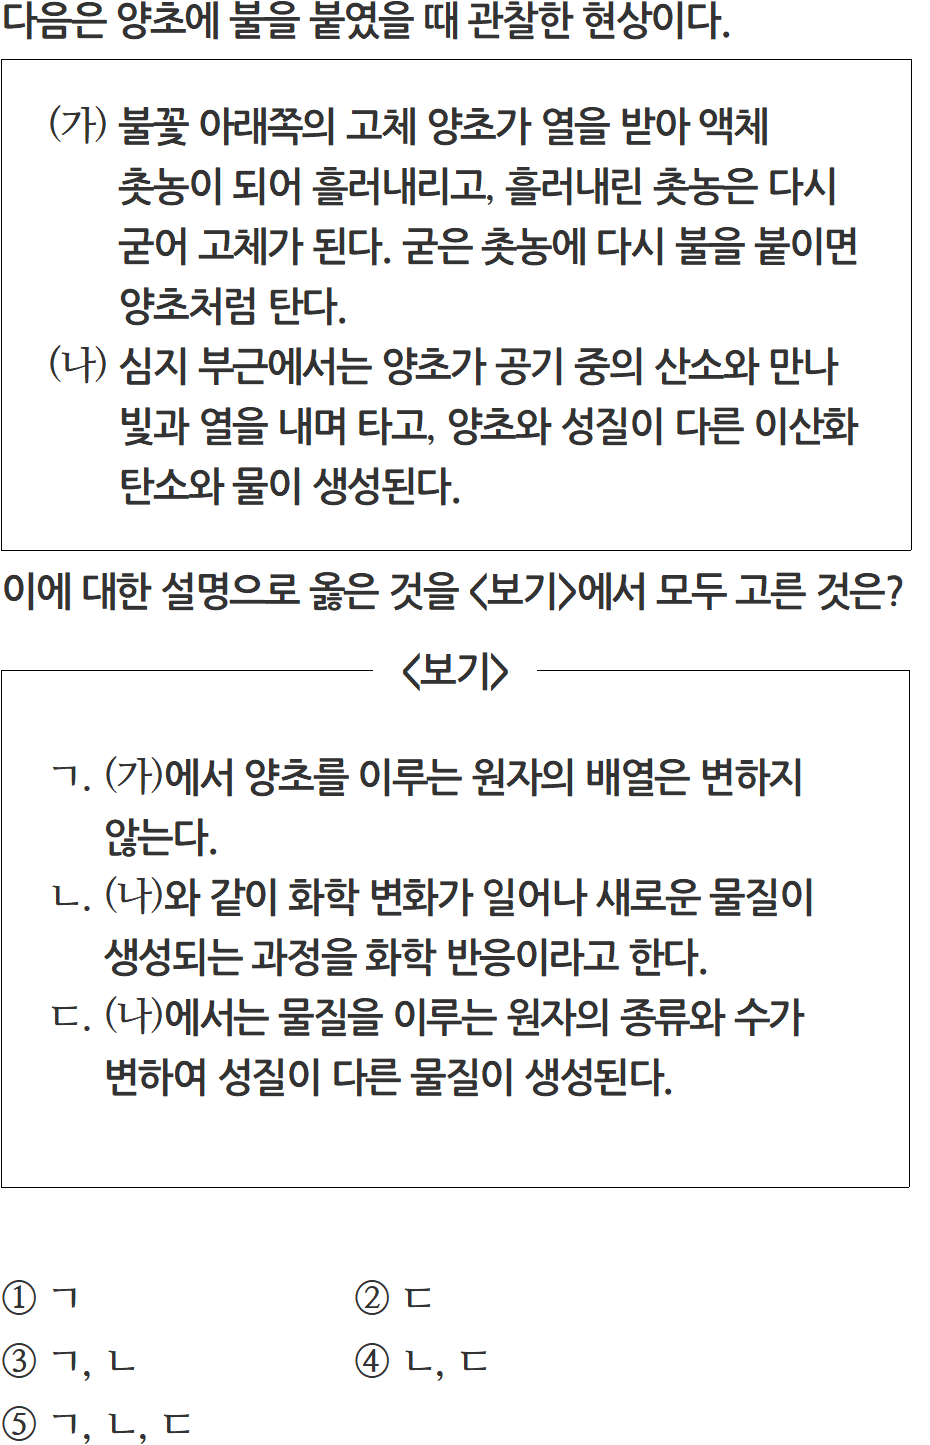 다음은 양초에 불을 붙였을 때 관찰한 현상이다.
(가) 불꽃 아래쪽의 고체 양초가 열을 받아 액체
촛농이 되어 흘러내리고, 흘러내린 촛농은 다시
굳어 고체가 된다. 굳은 촛농에 다시 불을 붙이면
양초처럼 탄다.
(나) 심지 부근에서는 양초가 공기 중의 산소와 만나
빛과 열을 내며 타고, 양초와 성질이 다른 이산화
탄소와 물이 생성된다.
이에 대한 설명으로 옳은 것을 <보기>에서 모두 고른 것은?
<보기>
ㄱ. (가)에서 양초를 이루는 원자의 배열은 변하지
않는다.
ㄴ. (나)와 같이 화학 변화가 일어나 새로운 물질이
생성되는 과정을 화학 반응이라고 한다.
ㄷ. (나)에서는 물질을 이루는 원자의 종류와 수가
변하여 성질이 다른 물질이 생성된다.
① ㄱ ② ㄷ
③ ㄱ, ㄴ ④ ㄴ, ㄷ
⑤ ㄱ, ㄴ, ㄷ